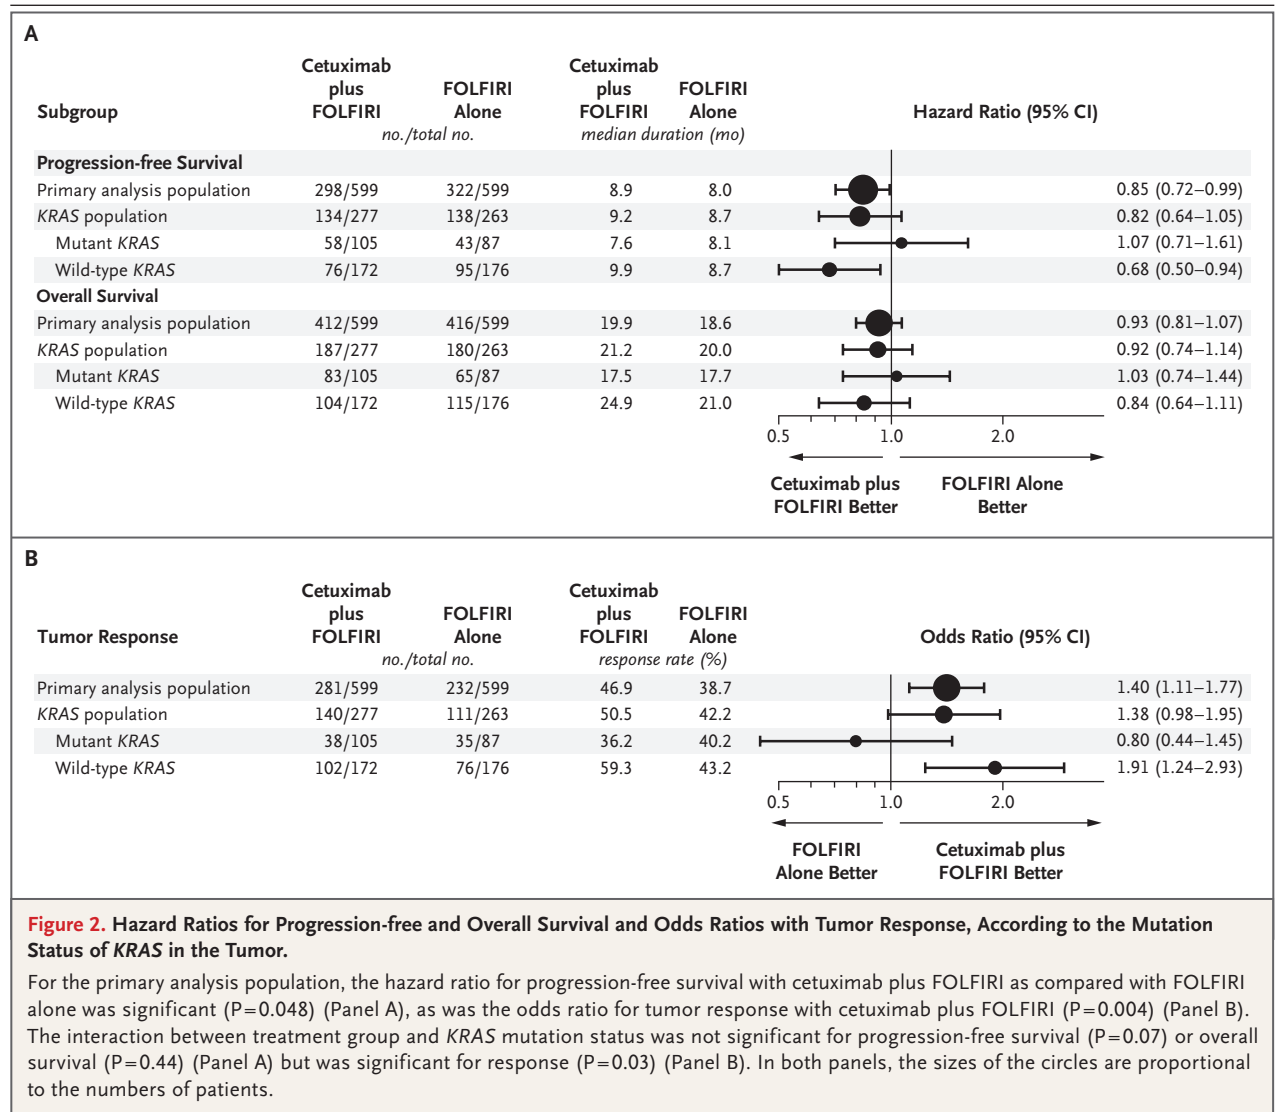 A
Cetuximab Cetuximab
plus FOLFIRI plus FOLFIRI
Subgroup FOLFIRI Alone FOLFIRI Alone Hazard Ratio (95% CI)
no./total no. median duration (mo)
Progression-free Survival
Primary analysis population 298/599 322/599 8.9 8.0 0.85 (0.72–0.99)
KRAS population 134/277 138/263 9.2 8.7 0.82 (0.64–1.05)
Mutant KRAS 58/105 43/87 7.6 8.1 1.07 (0.71–1.61)
Wild-type KRAS 76/172 95/176 9.9 8.7 0.68 (0.50–0.94)
Overall Survival
Primary analysis population 412/599 416/599 19.9 18.6 0.93 (0.81–1.07)
KRAS population 187/277 180/263 21.2 20.0 0.92 (0.74–1.14)
Mutant KRAS 83/105 65/87 17.5 17.7 1.03 (0.74–1.44)
Wild-type KRAS 104/172 115/176 24.9 21.0 0.84 (0.64–1.11)
0.5 1.0 2.0
Cetuximab plus FOLFIRI Alone
FOLFIRI Better Better
B
Cetuximab Cetuximab
plus FOLFIRI plus FOLFIRI
Tumor Response FOLFIRI Alone FOLFIRI Alone Odds Ratio (95% CI)
no./total no. response rate (%)
Primary analysis population 281/599 232/599 46.9 38.7 1.40 (1.11–1.77)
KRAS population 140/277 111/263 50.5 42.2 1.38 (0.98–1.95)
Mutant KRAS 38/105 35/87 36.2 40.2 0.80 (0.44–1.45)
Wild-type KRAS 102/172 76/176 59.3 43.2 1.91 (1.24–2.93)
0.5 1.0 2.0
FOLFIRI Cetuximab plus
Alone Better FOLFIRI Better
Figure 2. Hazard Ratios for Progression-free and Overall Survival and Odds Ratios with Tumor Response, According to the Mutation
Status of KRAS in the Tumor.
For the primary analysis population, the hazard ratio for progression-free survival with cetuximab plus FOLFIRI as compared with FOLFIRI
alone was significant (P=0.048) (Panel A), as was the odds ratio for tumor response with cetuximab plus FOLFIRI (P=0.004) (Panel B).
The interaction between treatment group and KRAS mutation status was not significant for progression-free survival (P=0.07) or overall
survival (P=0.44) (Panel A) but was significant for response (P=0.03) (Panel B). In both panels, the sizes of the circles are proportional
to the numbers of patients.